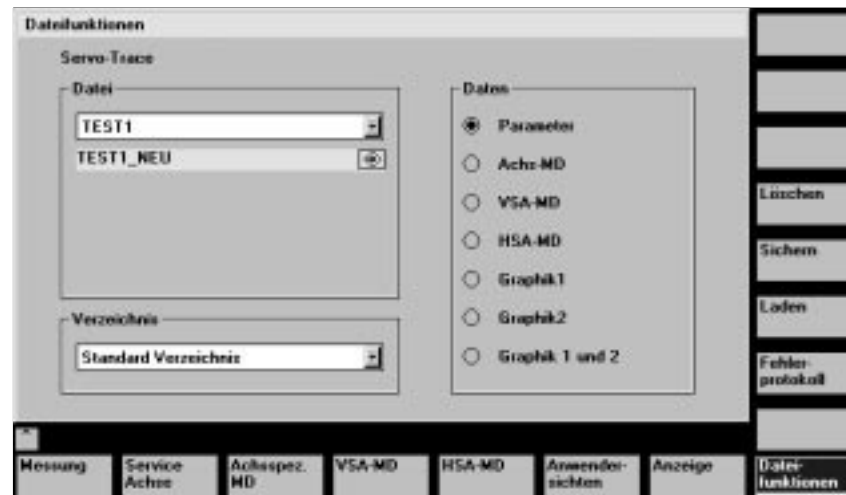 Dateifunktionen
Servo-Trace
Datei
TEST1
TEST1_NEU
Verzeichnis
Standard Verzeichnis
Daten
Parameter
Achs-MD
VSA-MD
HSA-MD
Graphik1
Graphik2
Graphik 1 und 2
Löschen
Sichern
Laden
Fehler-
protokoll
Messung
Service
Achse
Achsspez.
MD
VSA-MD
HSA-MD
Anwender-
sichten
Anzeige
Datei-
funktionen